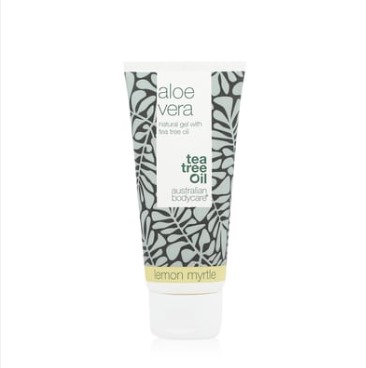 aloe
vera
natural gel with
tea tree oil
tea
tree
Oil
australian
bodycare®
lemon myrtle